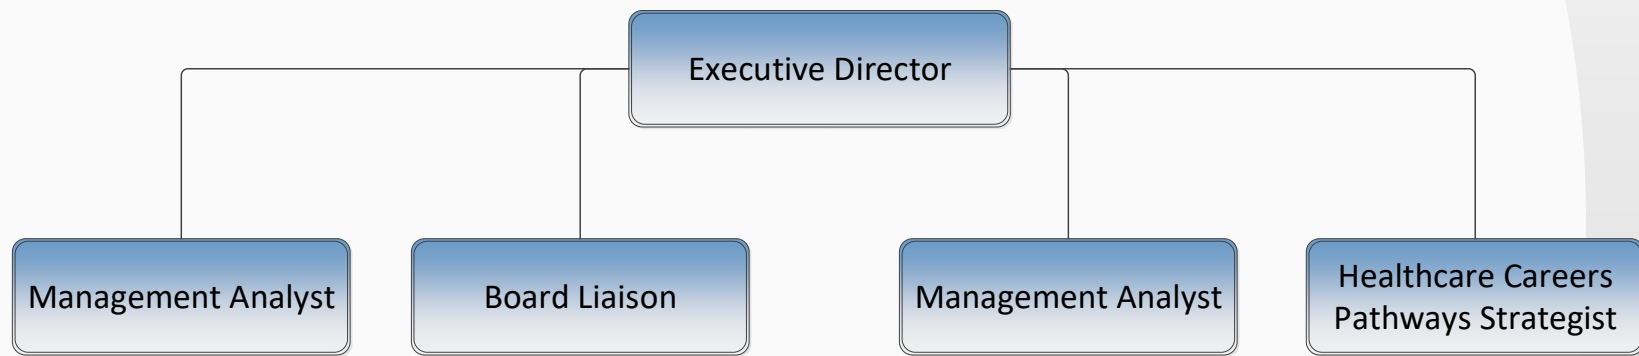 Executive Director
Management Analyst
Board Liaison
Management Analyst
Healthcare Careers
Pathways Strategist